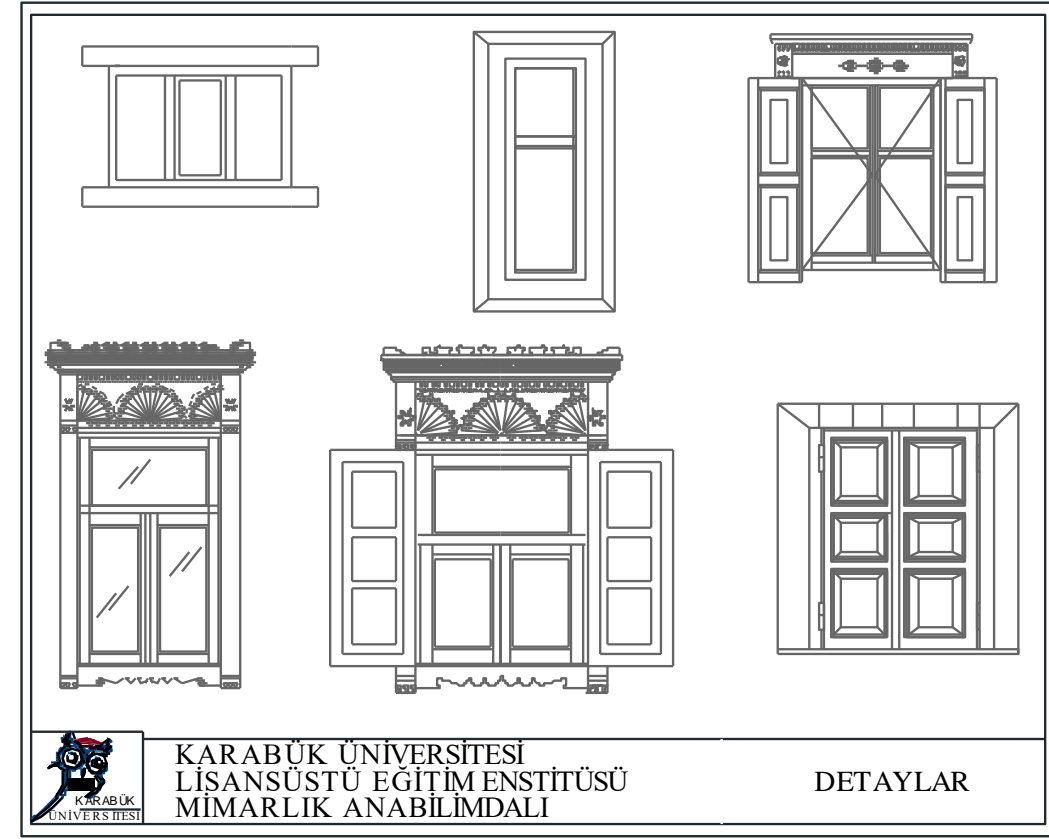 KARABÜK
ÜNİVERSİTESİ
KARABÜK ÜNİVERSİTESİ
LİSANSÜSTÜ EĞİTİM ENSTİTÜSÜ
MİMARLIK ANABİLİMDALI
DETAYLAR